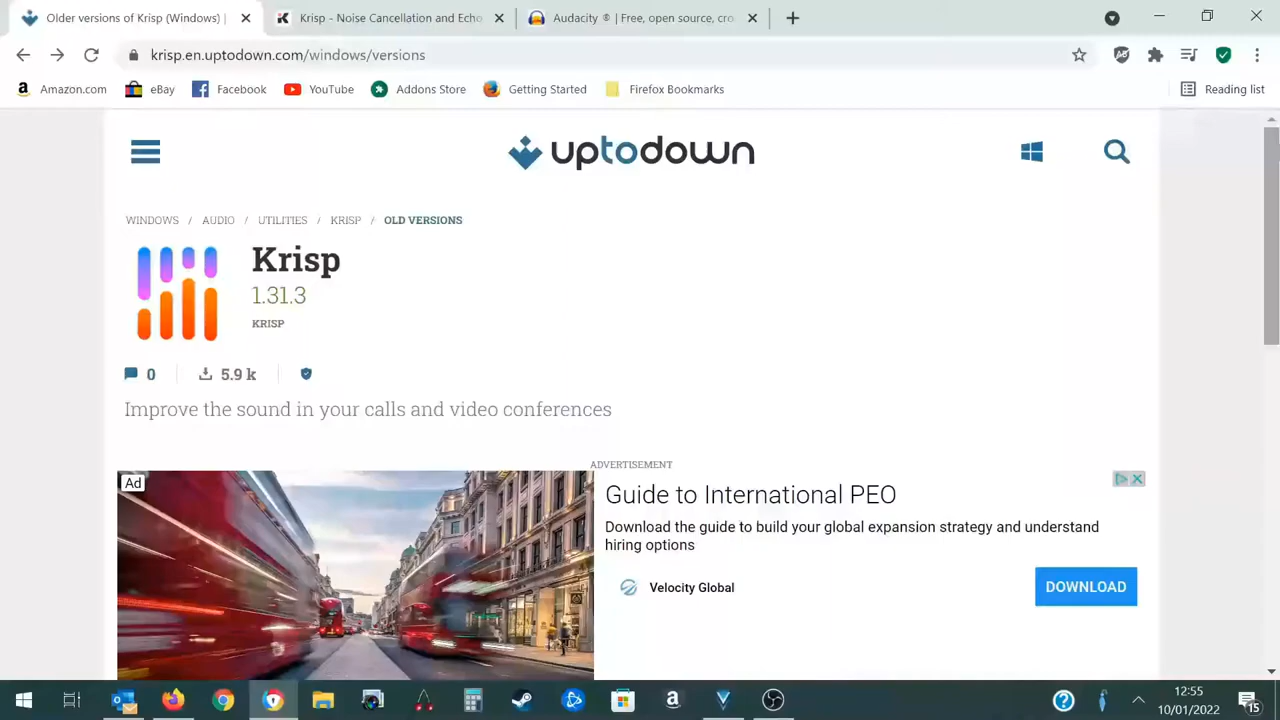 Older versions of Krisp (Windows) |
Krisp - Noise Cancellation and Echo
Audacity ® | Free, open source, cro
krisp.en.uptodown.com/windows/versions
Amazon.com
eBay
Facebook
YouTube
Addons Store
Getting Started
Firefox Bookmarks
Reading list
uptodown
WINDOWS / AUDIO / UTILITIES / KRISP / OLD VERSIONS
Krisp
1.31.3
KRISP
0
5.9 k
Improve the sound in your calls and video conferences
ADVERTISEMENT
Ad
Guide to International PEO
Download the guide to build your global expansion strategy and understand
hiring options
Velocity Global
DOWNLOAD
12:55
10/01/2022
15